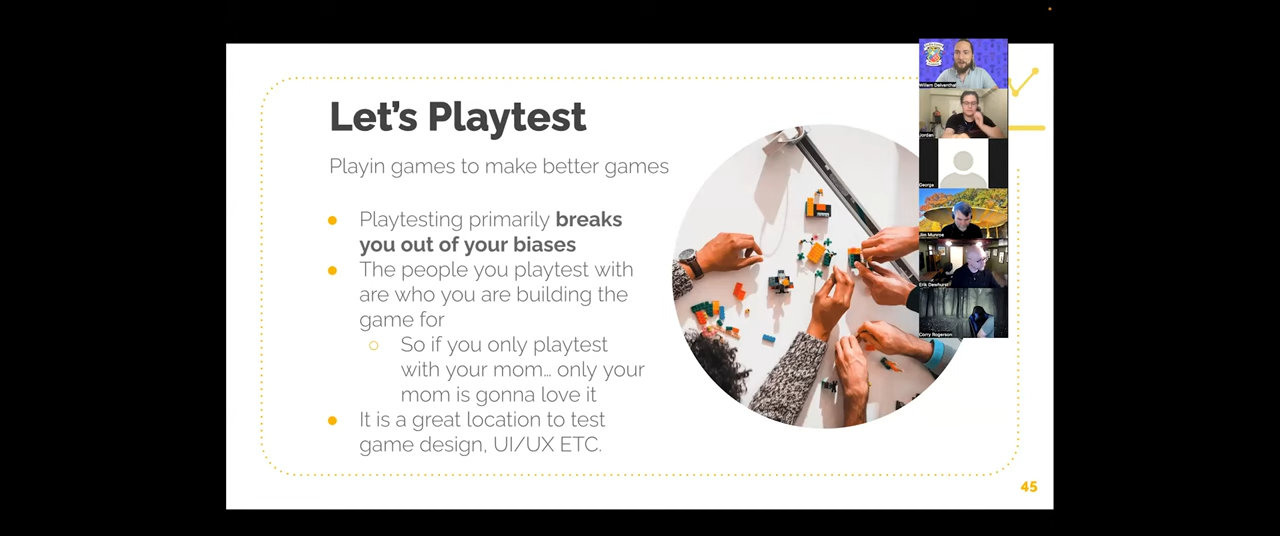 Let's Playtest
Playin games to make better games
● Playtesting primarily breaks
you out of your biases
● The people you playtest with
are who you are building the
game for
○ So if you only playtest
with your mom... only your
mom is gonna love it
● It is a great location to test
game design, UI/UX ETC.
45
Willem Delventhal
Jordan
George
Jim Munroe
Erik Dewhurst
Corry Rogerson